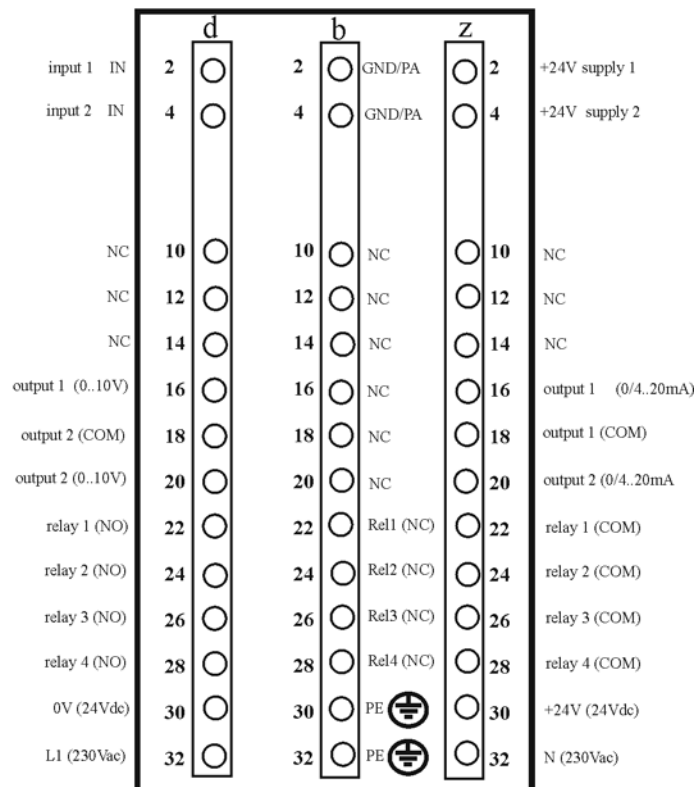 d b z
input 1 IN 2 2 GND/PA 2 +24V supply 1
input 2 IN 4 4 GND/PA 4 +24V supply 2
NC 10 10 NC 10 NC
NC 12 12 NC 12 NC
NC 14 14 NC 14 NC
output 1 (0..10V) 16 16 NC 16 output 1 (0/4..20mA)
output 2 (COM) 18 18 NC 18 output 1 (COM)
output 2 (0..10V) 20 20 NC 20 output 2 (0/4..20mA
relay 1 (NO) 22 22 Rel1 (NC) 22 relay 1 (COM)
relay 2 (NO) 24 24 Rel2 (NC) 24 relay 2 (COM)
relay 3 (NO) 26 26 Rel3 (NC) 26 relay 3 (COM)
relay 4 (NO) 28 28 Rel4 (NC) 28 relay 4 (COM)
0V (24Vdc) 30 30 PE 30 +24V (24Vdc)
L1 (230Vac) 32 32 PE 32 N (230Vac)